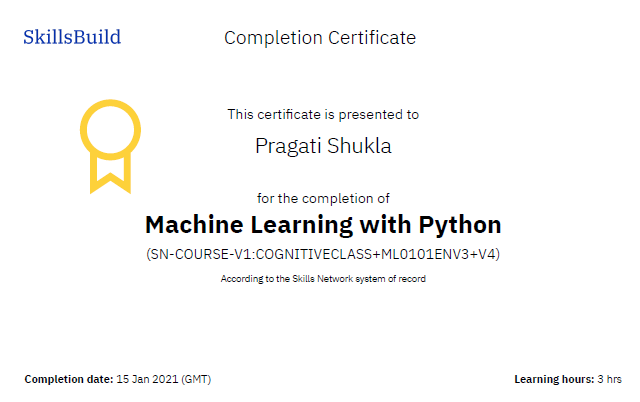 SkillsBuild
Completion Certificate
This certificate is presented to
Pragati Shukla
for the completion of
Machine Learning with Python
(SN-COURSE-V1:COGNITIVECLASS+ML0101ENV3+V4)
According to the Skills Network system of record
Completion date: 15 Jan 2021 (GMT)
Learning hours: 3 hrs